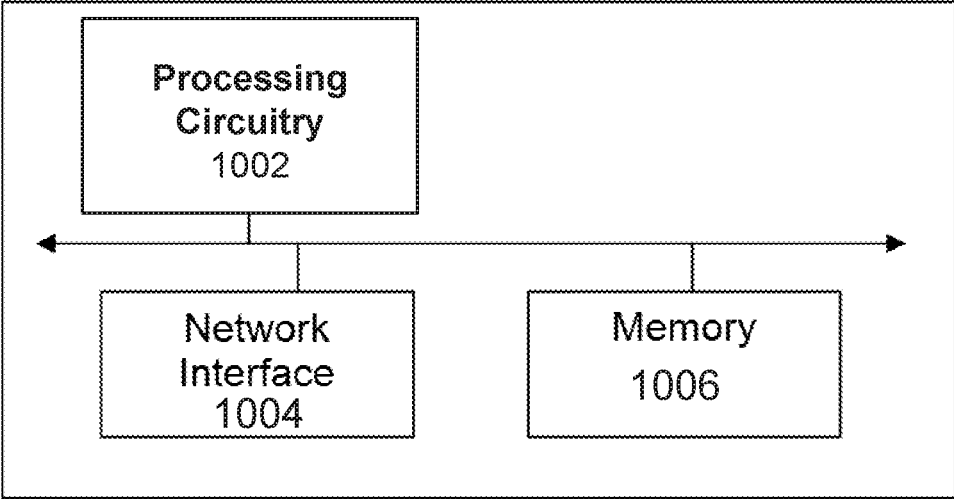 Processing
Circuitry
1002
Network
Interface
1004
Memory
1006